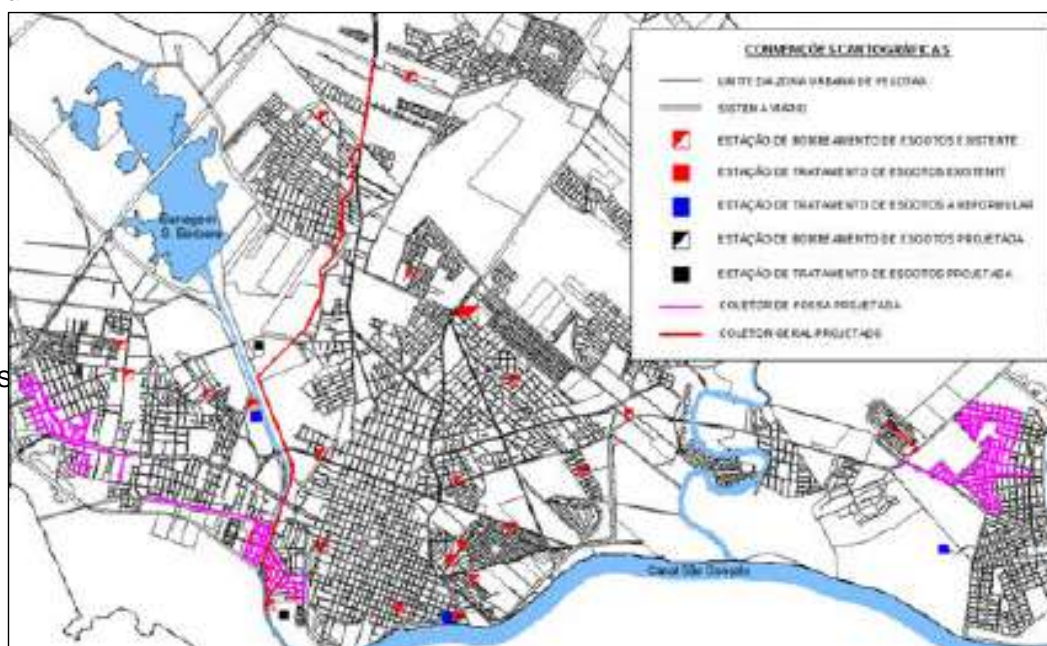 CONVENÇÕES CARTOGRÁFICAS
LIMITE DA ZONA URBANA DE PELOTAS
SISTEMA VIÁRIO
ESTAÇÃO DE BOMBEAMENTO DE ESGOTOS EXISTENTE
ESTAÇÃO DE TRATAMENTO DE ESGOTOS EXISTENTE
ESTAÇÃO DE TRATAMENTO DE ESGOTOS A REFORMULAR
ESTAÇÃO DE BOMBEAMENTO DE ESGOTOS PROJETADA
ESTAÇÃO DE TRATAMENTO DE ESGOTOS PROJETADA
COLETOR DE FOSSA PROJETADA
COLETOR GERAL PROJETADO
Barragem
S. Bárbara
s
Canal São Gonçalo